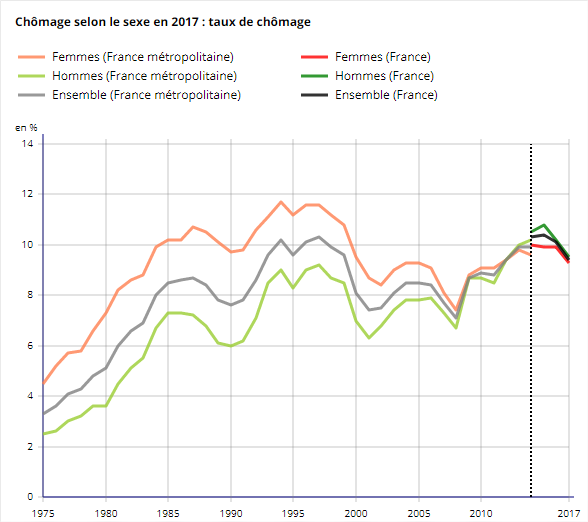 Chômage selon le sexe en 2017 : taux de chômage
Femmes (France métropolitaine) Femmes (France)
Hommes (France métropolitaine) Hommes (France)
Ensemble (France métropolitaine) Ensemble (France)
en %
14
12
10
8
6
4
2
0
1975 1980 1985 1990 1995 2000 2005 2010 2017